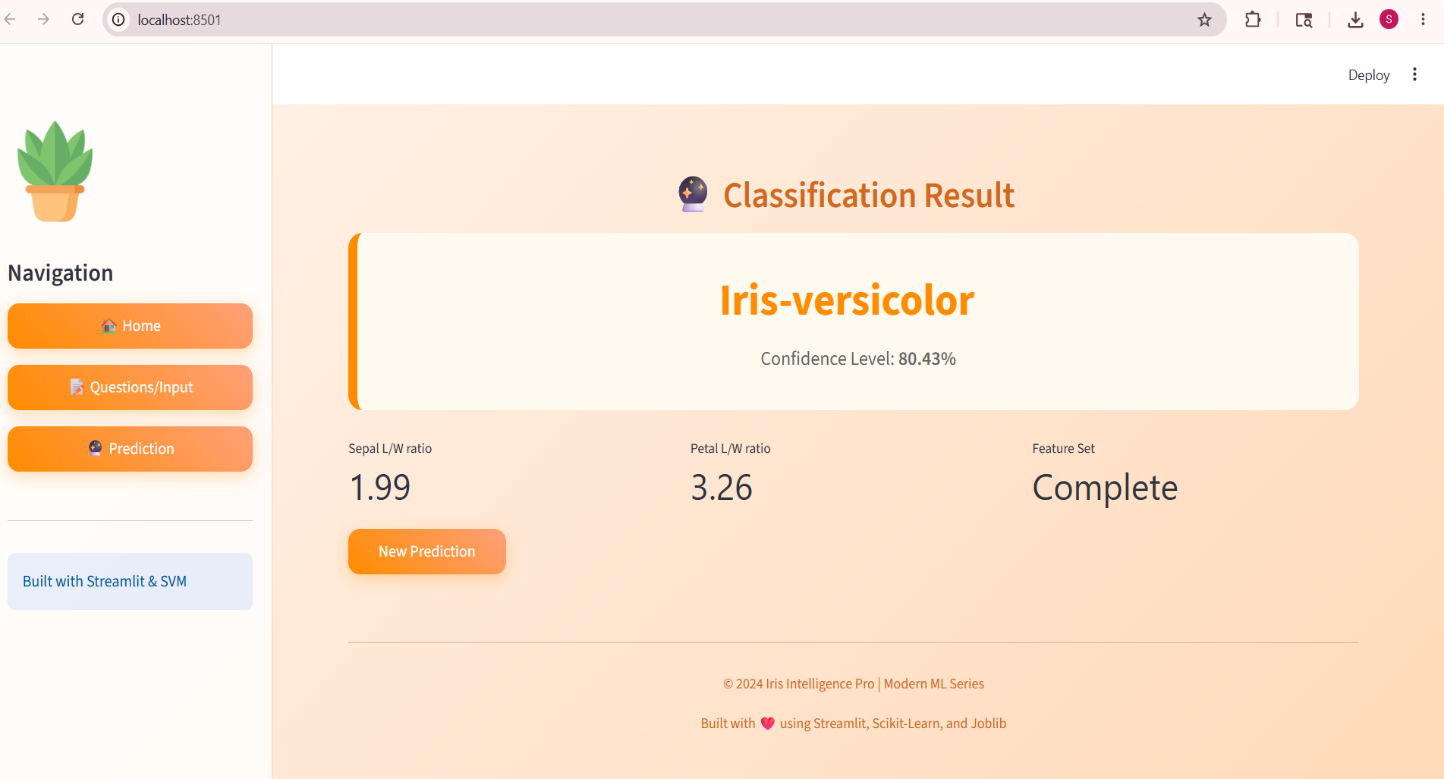 localhost:8501
S
Deploy
Navigation
🏠 Home
📝 Questions/Input
🔮 Prediction
Built with Streamlit & SVM
🔮 Classification Result
Iris-versicolor
Confidence Level: 80.43%
Sepal L/W ratio
1.99
Petal L/W ratio
3.26
Feature Set
Complete
New Prediction
© 2024 Iris Intelligence Pro | Modern ML Series
Built with ❤️ using Streamlit, Scikit-Learn, and Joblib